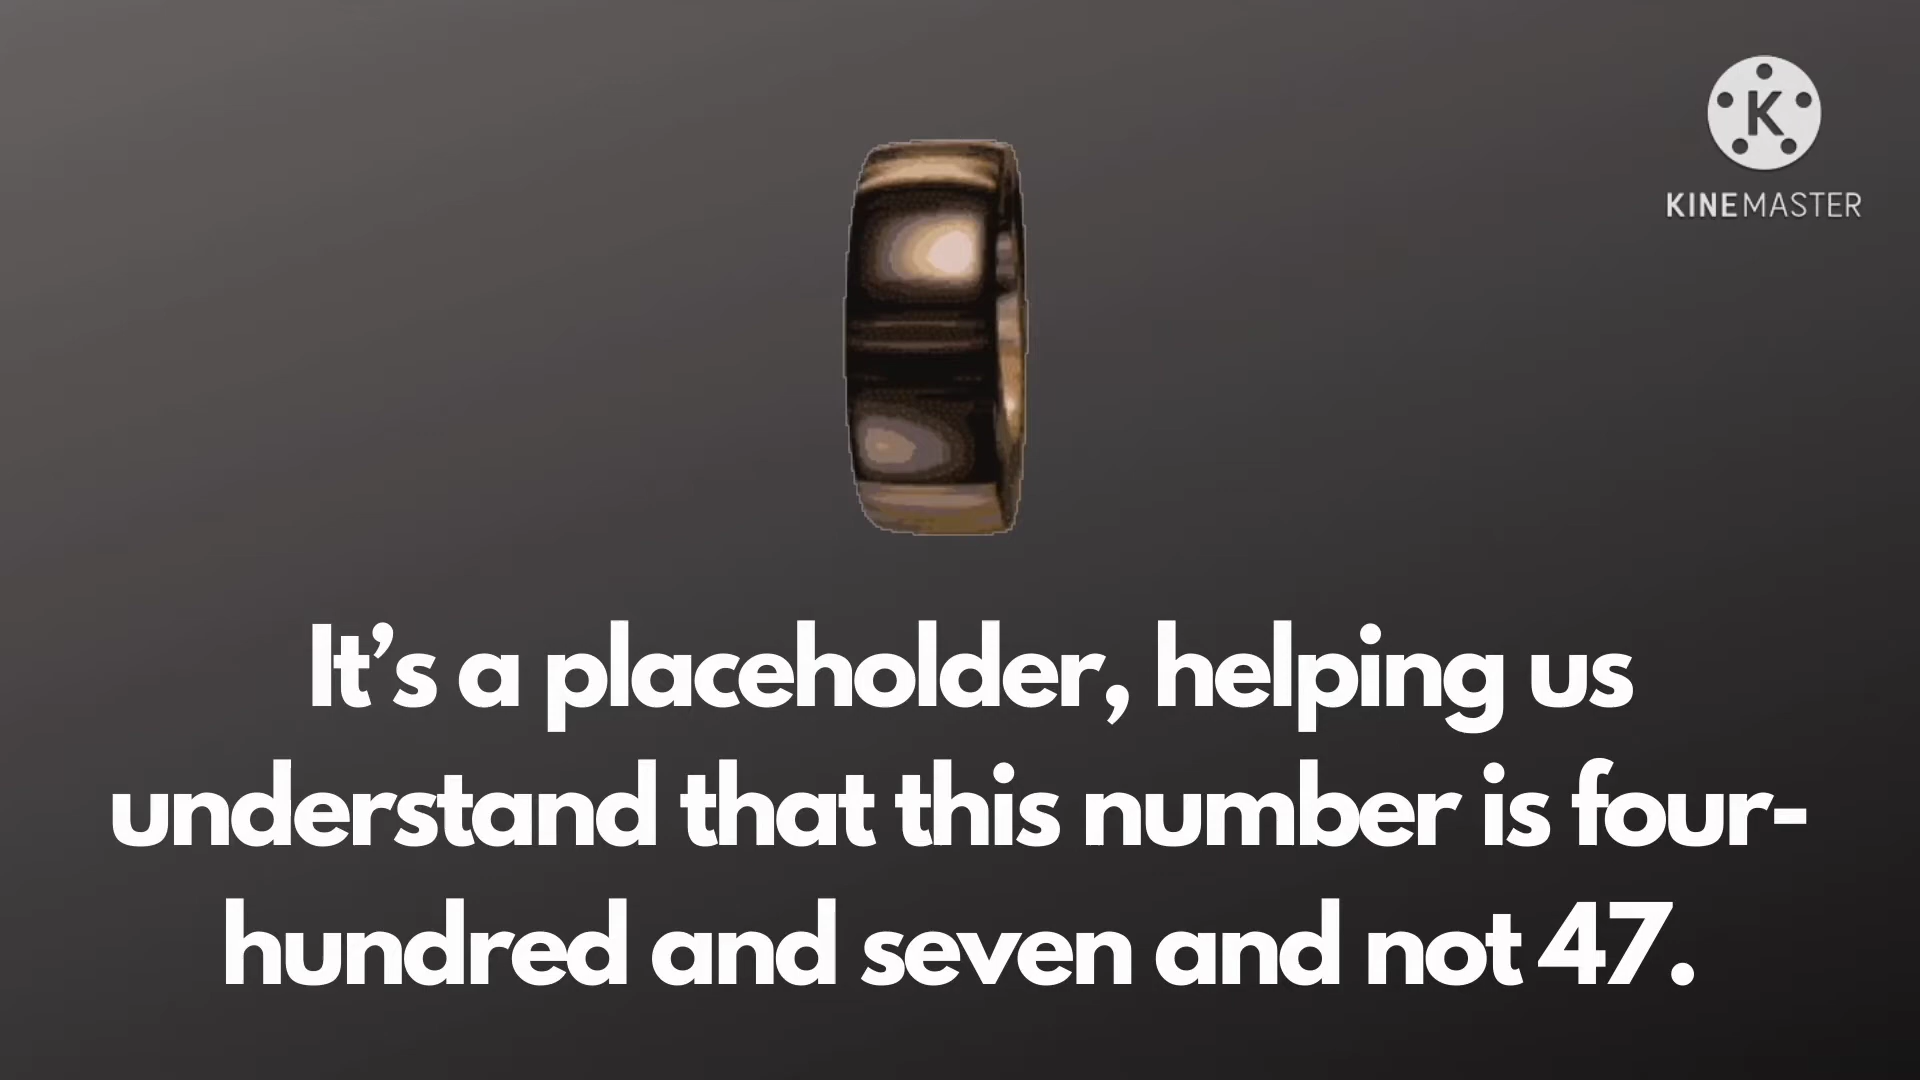 K
KINEMASTER
It’s a placeholder, helping us
understand that this number is four-
hundred and seven and not 47.